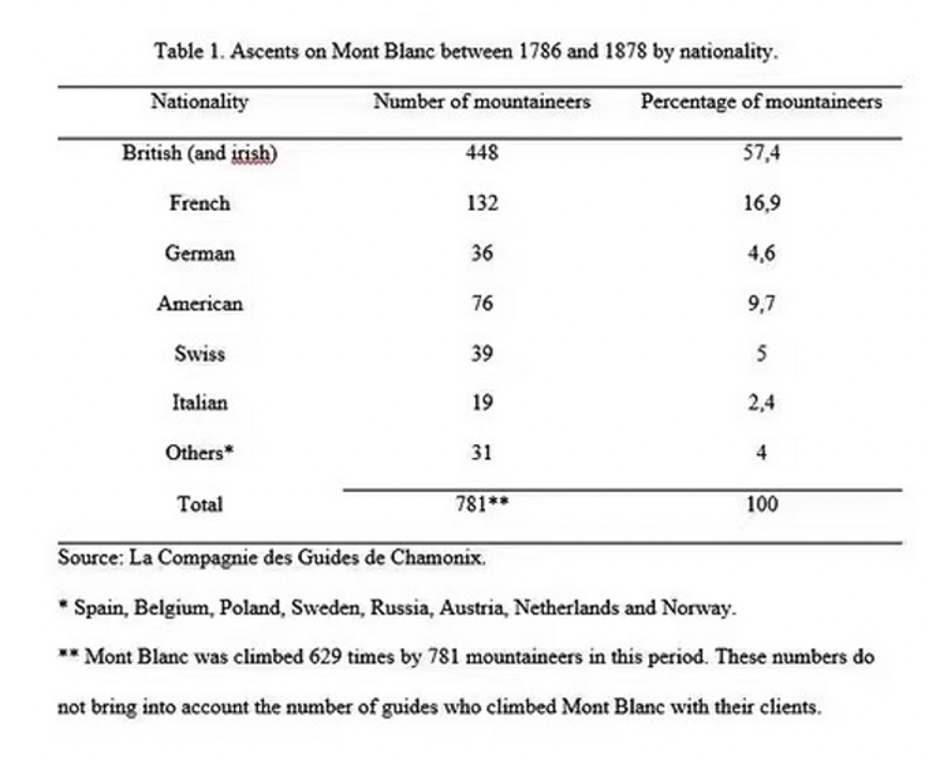 Table 1. Ascents on Mont Blanc between 1786 and 1878 by nationality.
Nationality Number of mountaineers Percentage of mountaineers
British (and irish) 448 57,4
French 132 16,9
German 36 4,6
American 76 9,7
Swiss 39 5
Italian 19 2,4
Others* 31 4
Total 781** 100
Source: La Compagnie des Guides de Chamonix.
* Spain, Belgium, Poland, Sweden, Russia, Austria, Netherlands and Norway.
** Mont Blanc was climbed 629 times by 781 mountaineers in this period. These numbers do
not bring into account the number of guides who climbed Mont Blanc with their clients.